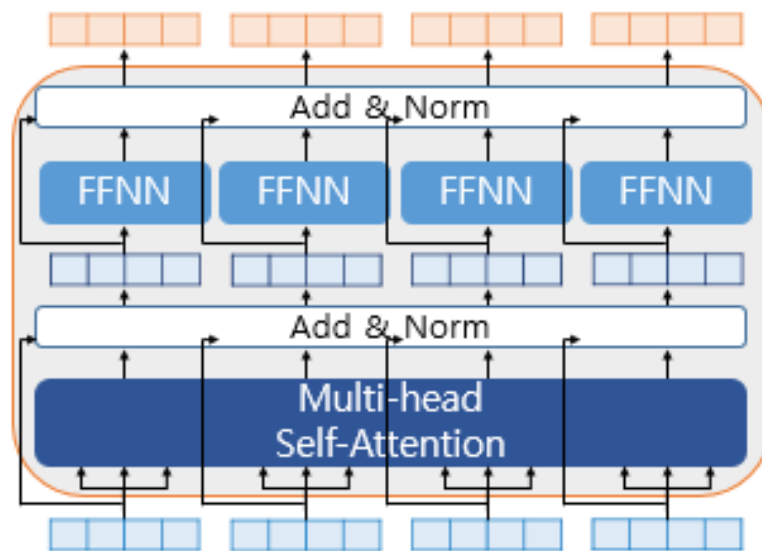 Add & Norm
FFNN FFNN FFNN FFNN
Add & Norm
Multi-head
Self-Attention